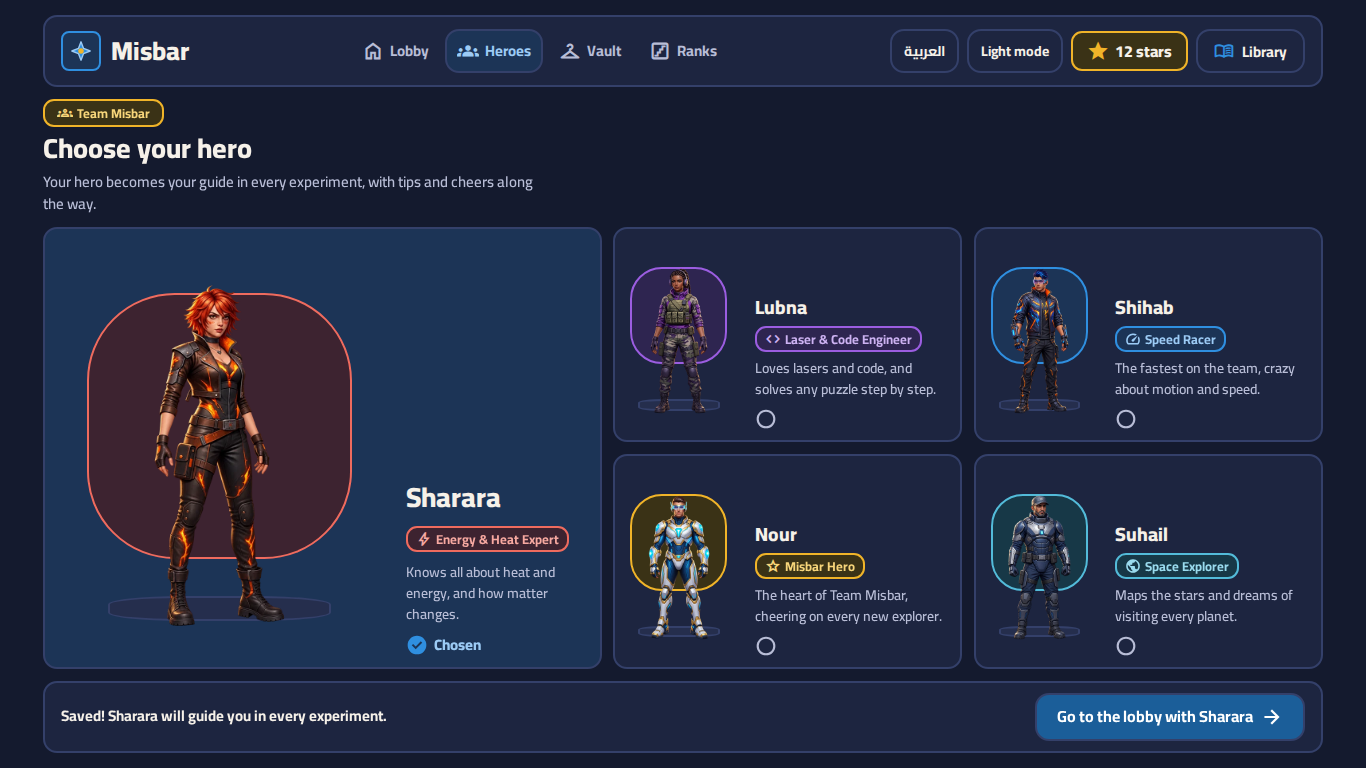 Misbar
Lobby
Heroes
Vault
Ranks
العربية
Light mode
12 stars
Library
Team Misbar
Choose your hero
Your hero becomes your guide in every experiment, with tips and cheers along
the way.
Sharara
Energy & Heat Expert
Knows all about heat and
energy, and how matter
changes.
Chosen
Lubna
Laser & Code Engineer
Loves lasers and code, and
solves any puzzle step by step.
Shihab
Speed Racer
The fastest on the team, crazy
about motion and speed.
Nour
Misbar Hero
The heart of Team Misbar,
cheering on every new explorer.
Suhail
Space Explorer
Maps the stars and dreams of
visiting every planet.
Saved! Sharara will guide you in every experiment.
Go to the lobby with Sharara